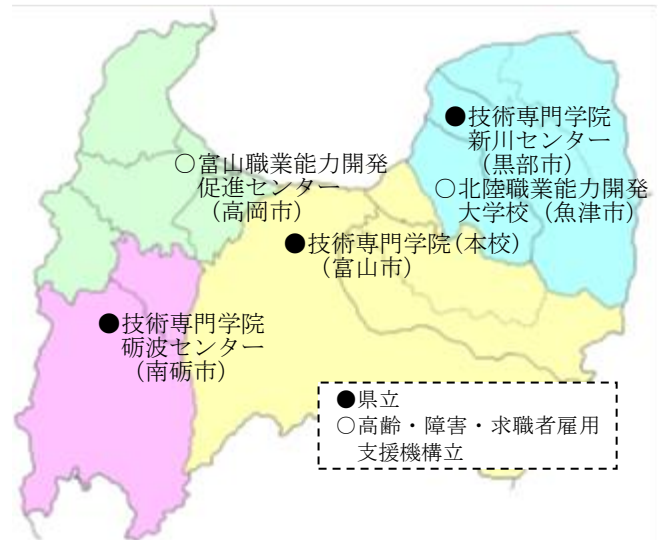 ●技術専門学院
新川センター
（黒部市）
○北陸職業能力開発
大学校（魚津市）
○富山職業能力開発
促進センター
（高岡市）
●技術専門学院(本校)
（富山市）
●技術専門学院
砺波センター
（南砺市）
●県立
○高齢・障害・求職者雇用
支援機構立